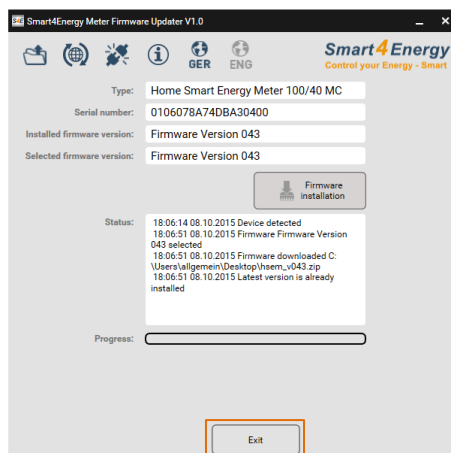 S4E Smart4Energy Meter Firmware Updater V1.0
GER
ENG
Smart4Energy
Control your Energy - Smart
Type: Home Smart Energy Meter 100/40 MC
Serial number: 0106078A74DBA30400
Installed firmware version: Firmware Version 043
Selected firmware version: Firmware Version 043
Firmware
installation
Status:
18:06:14 08.10.2015 Device detected
18:06:51 08.10.2015 Firmware Firmware Version
043 selected
18:06:51 08.10.2015 Firmware downloaded C:
\Users\allgemein\Desktop\hsem_v043.zip
18:06:51 08.10.2015 Latest version is already
installed
Progress:
Exit